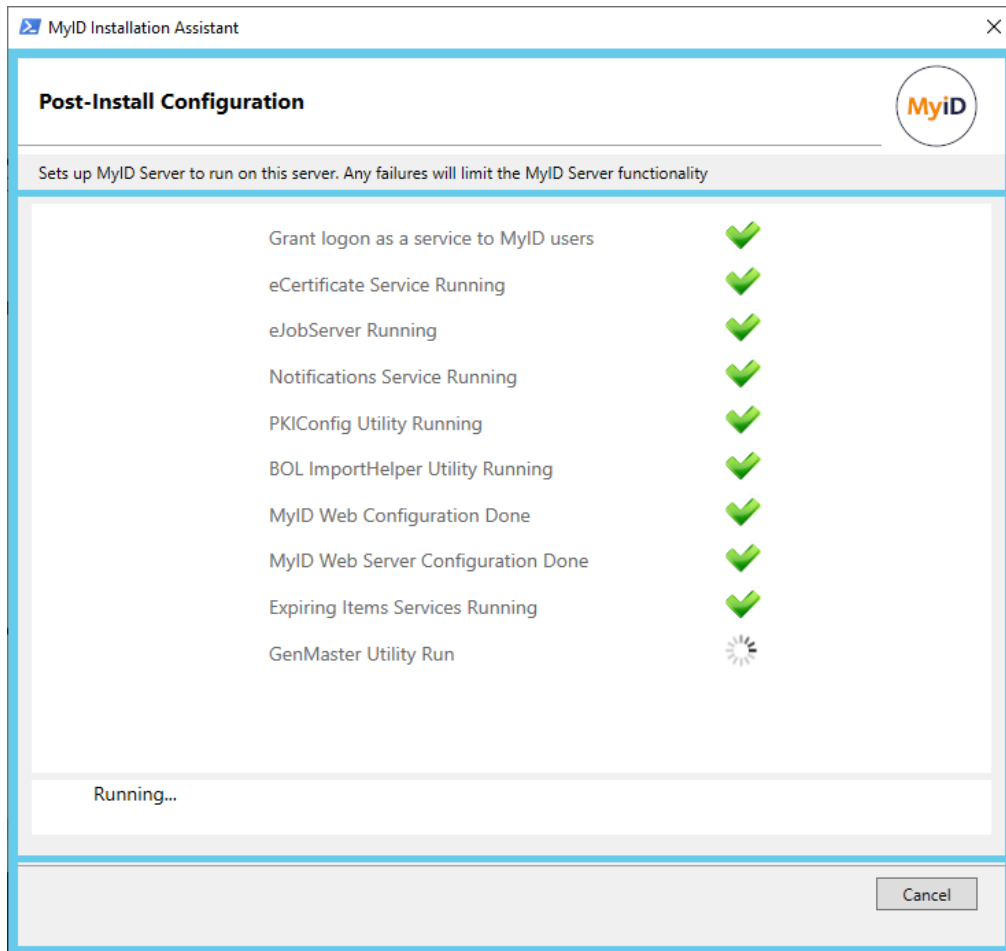 MyID Installation Assistant
Post-Install Configuration
MyiD
Sets up MyID Server to run on this server. Any failures will limit the MyID Server functionality
Grant logon as a service to MyID users
eCertificate Service Running
eJobServer Running
Notifications Service Running
PKIConfig Utility Running
BOL ImportHelper Utility Running
MyID Web Configuration Done
MyID Web Server Configuration Done
Expiring Items Services Running
GenMaster Utility Run
Running...
Cancel